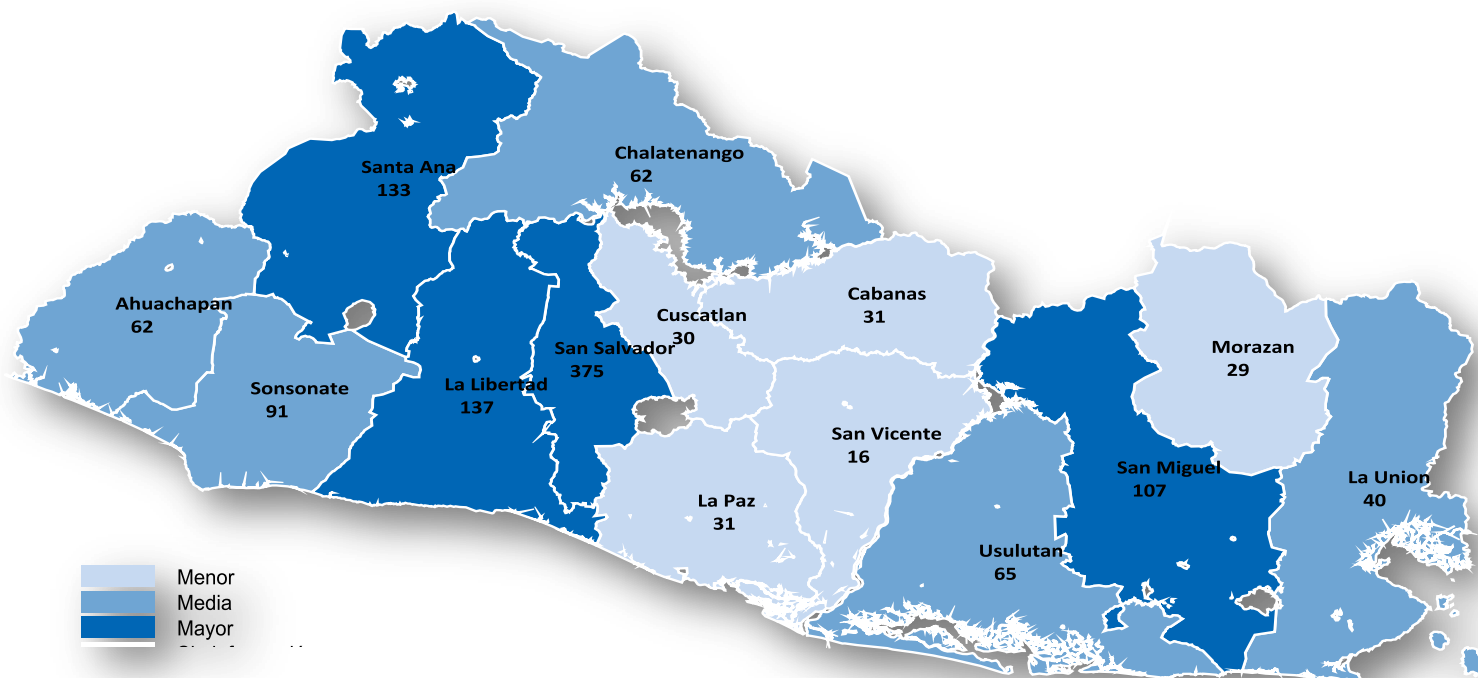 Chalatenango
62
Santa Ana
133
Ahuachapan
62
Cabanas
31
Cuscatlan
30
San Salvador
375
Morazan
29
Sonsonate
91
La Libertad
137
San Vicente
16
San Miguel
107
La Union
40
La Paz
31
Usulutan
65
Menor
Media
Mayor